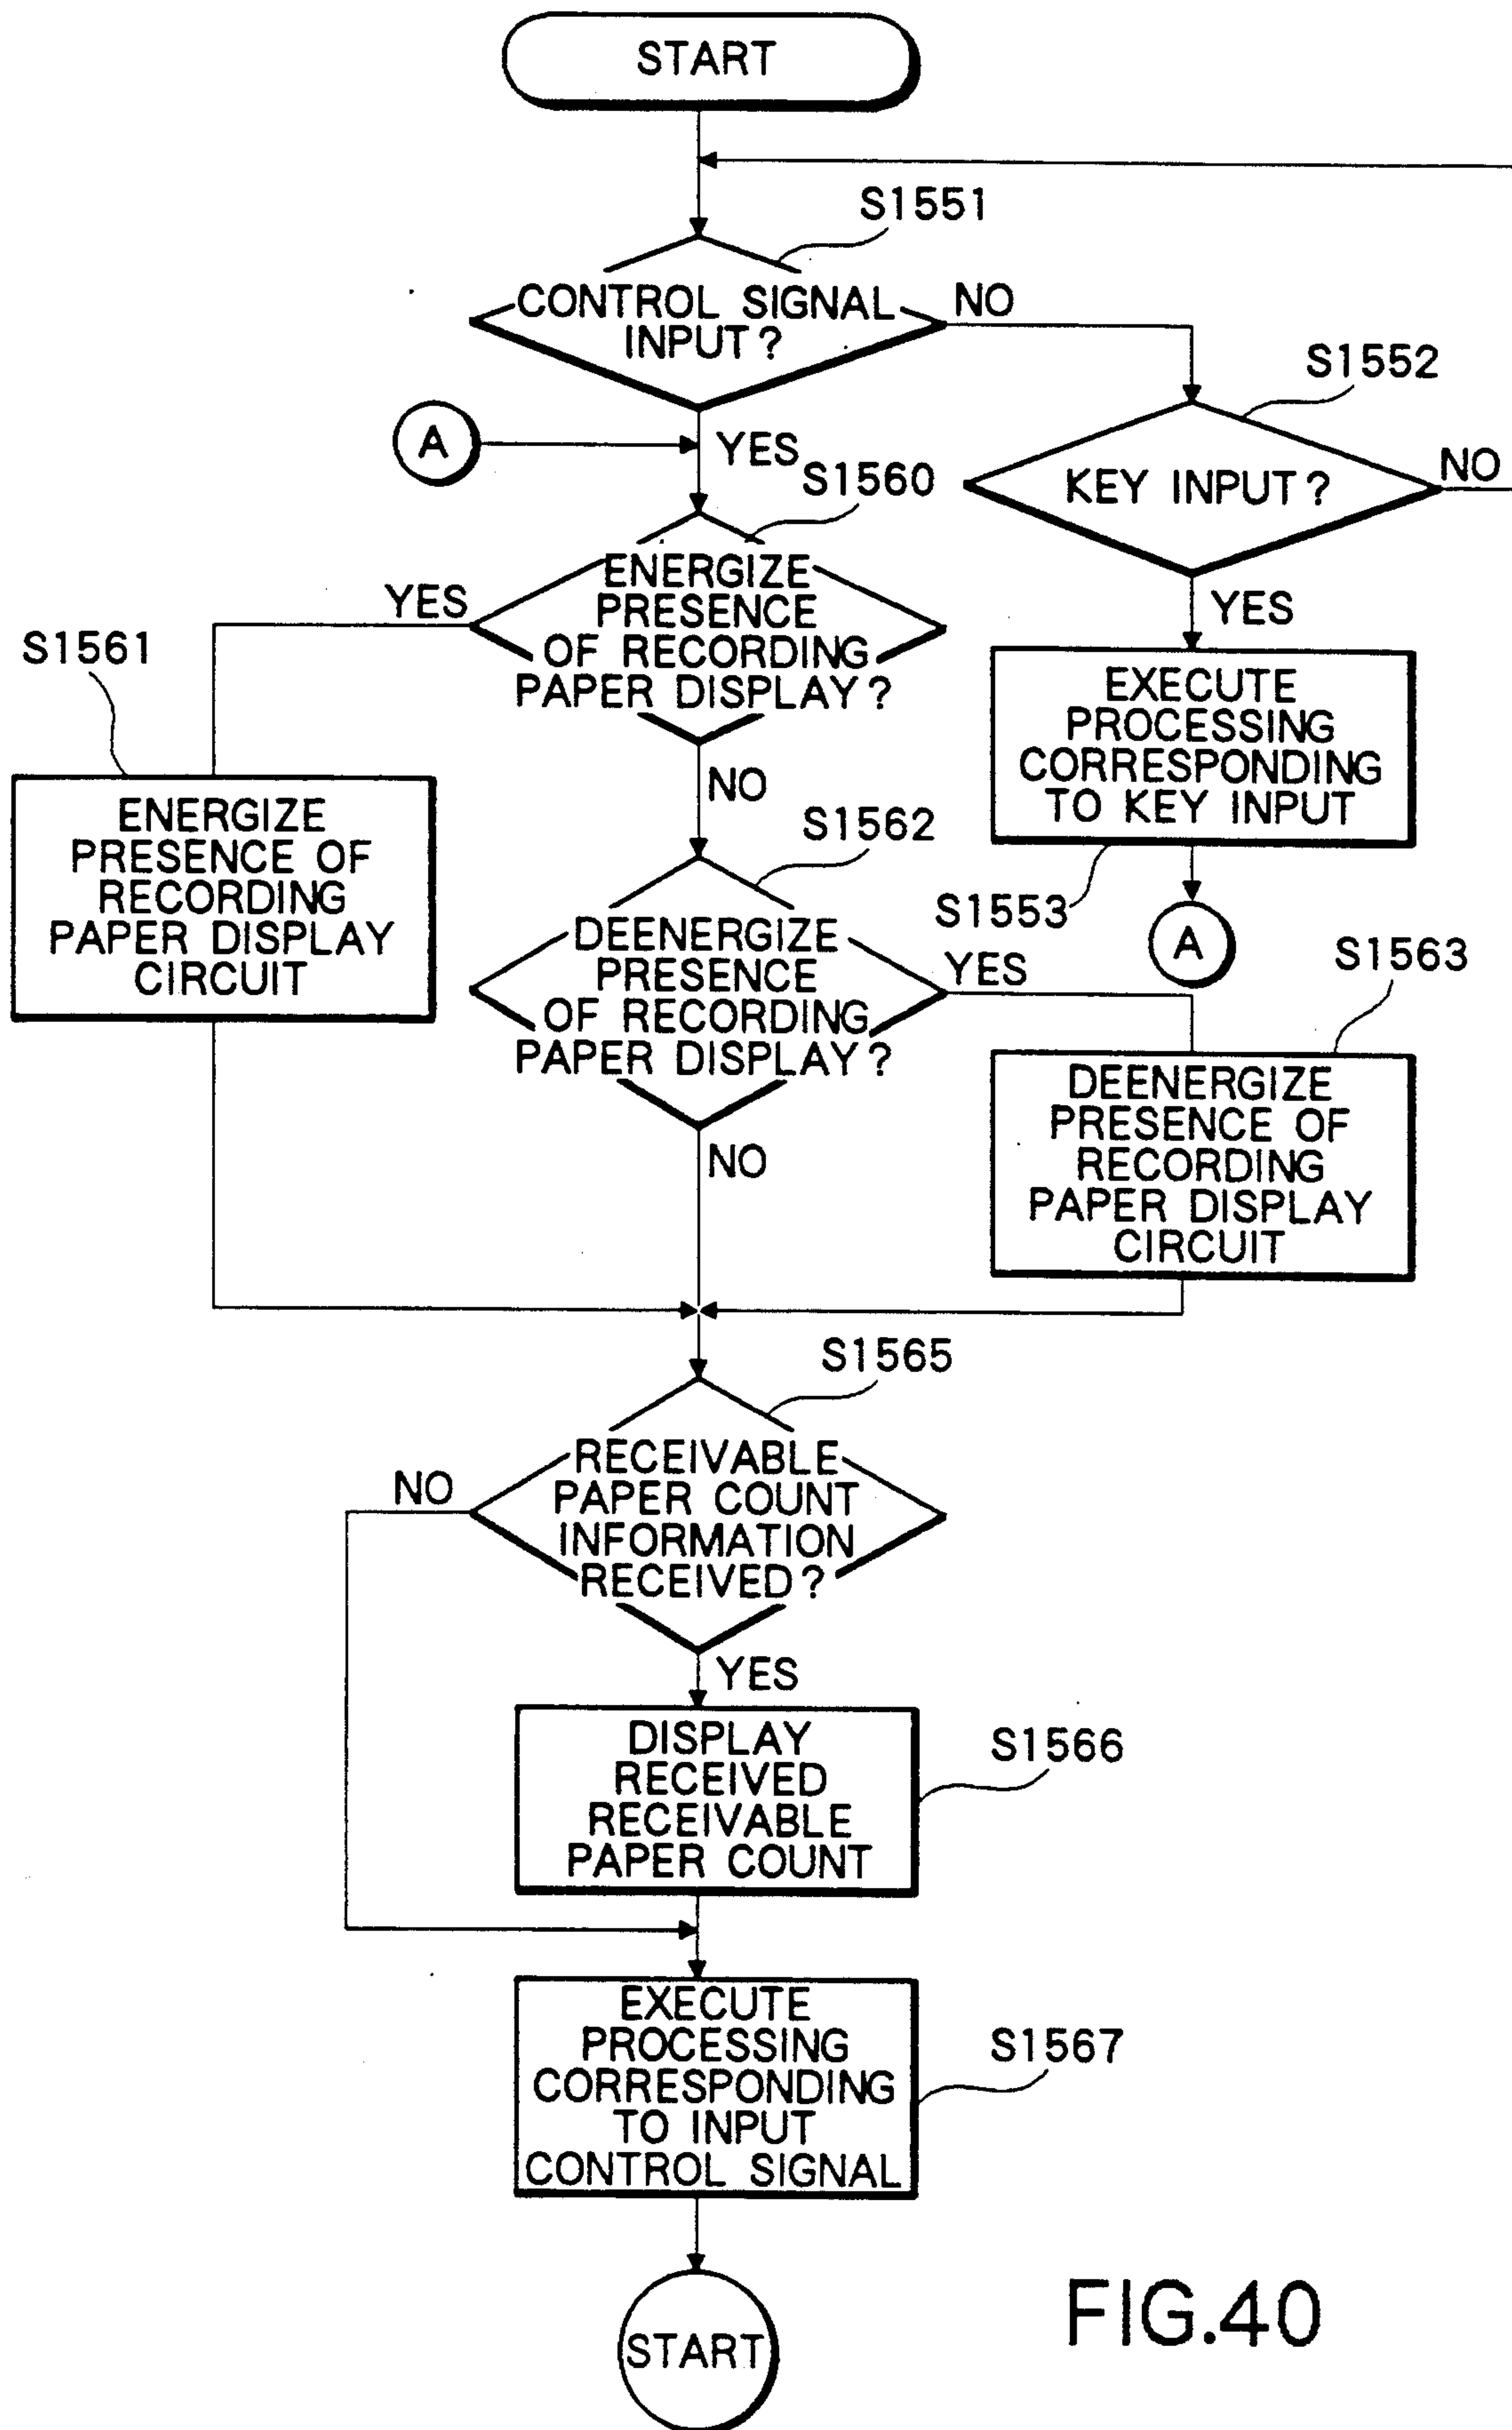 START
S1551
CONTROL SIGNAL
INPUT?
NO
S1552
KEY INPUT?
NO
A
YES
S1560
YES
ENERGIZE
PRESENCE
OF RECORDING
PAPER DISPLAY?
YES
S1561
EXECUTE
PROCESSING
CORRESPONDING
TO KEY INPUT
NO
ENERGIZE
PRESENCE OF
RECORDING
PAPER DISPLAY
CIRCUIT
S1562
S1553
A
DEENERGIZE
PRESENCE
OF RECORDING
PAPER DISPLAY?
YES
S1563
DEENERGIZE
PRESENCE OF
RECORDING
PAPER DISPLAY
CIRCUIT
NO
S1565
RECEIVABLE
PAPER COUNT
INFORMATION
RECEIVED?
NO
YES
DISPLAY
RECEIVED
RECEIVABLE
PAPER COUNT
S1566
EXECUTE
PROCESSING
CORRESPONDING
TO INPUT
CONTROL SIGNAL
S1567
START
FIG.40